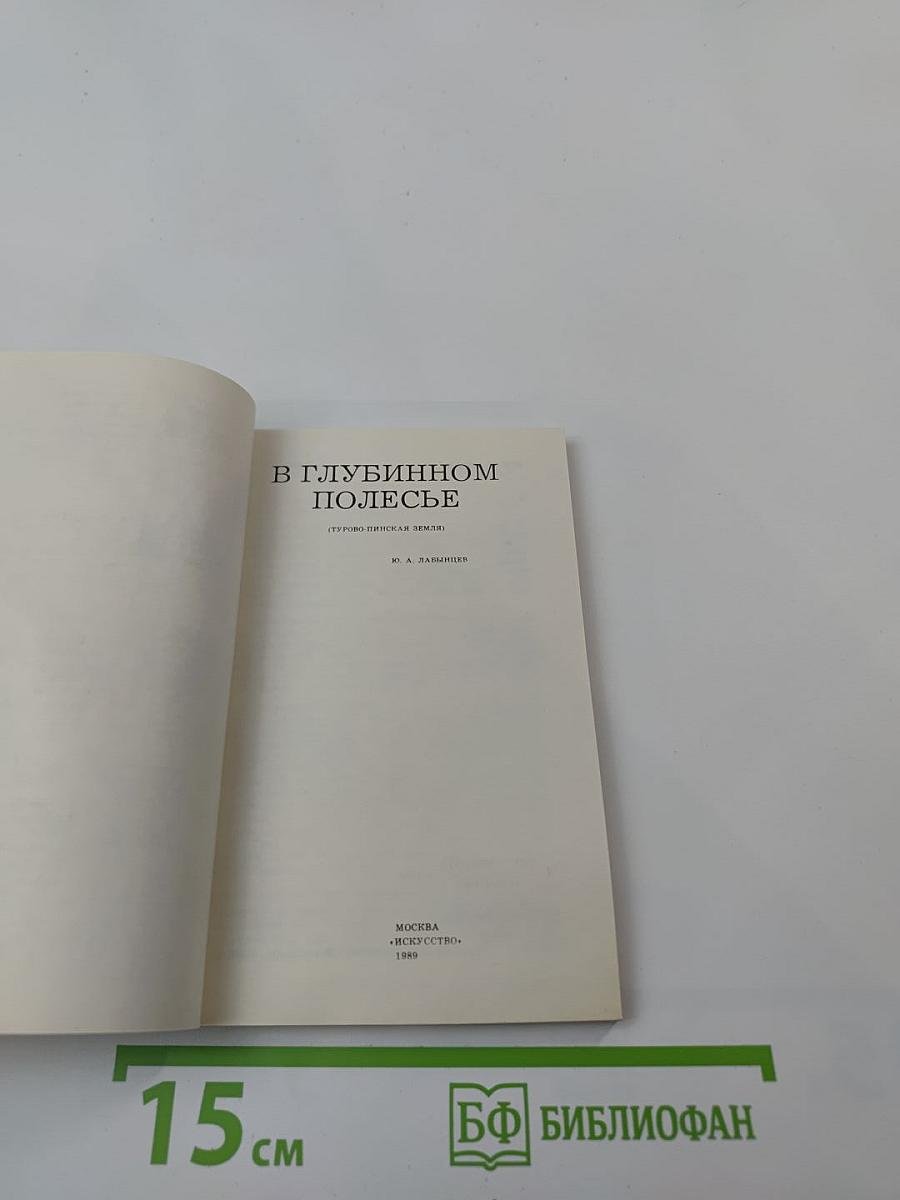 В ГЛУБИННОМ
ПОЛЕСЬЕ
(ТУРОВО-ПИНСКАЯ ЗЕМЛЯ)
Ю. А. ЛАБЫНЦЕВ
МОСКВА
«ИСКУССТВО»
1989
15 см
БФ БИБЛИОФАН